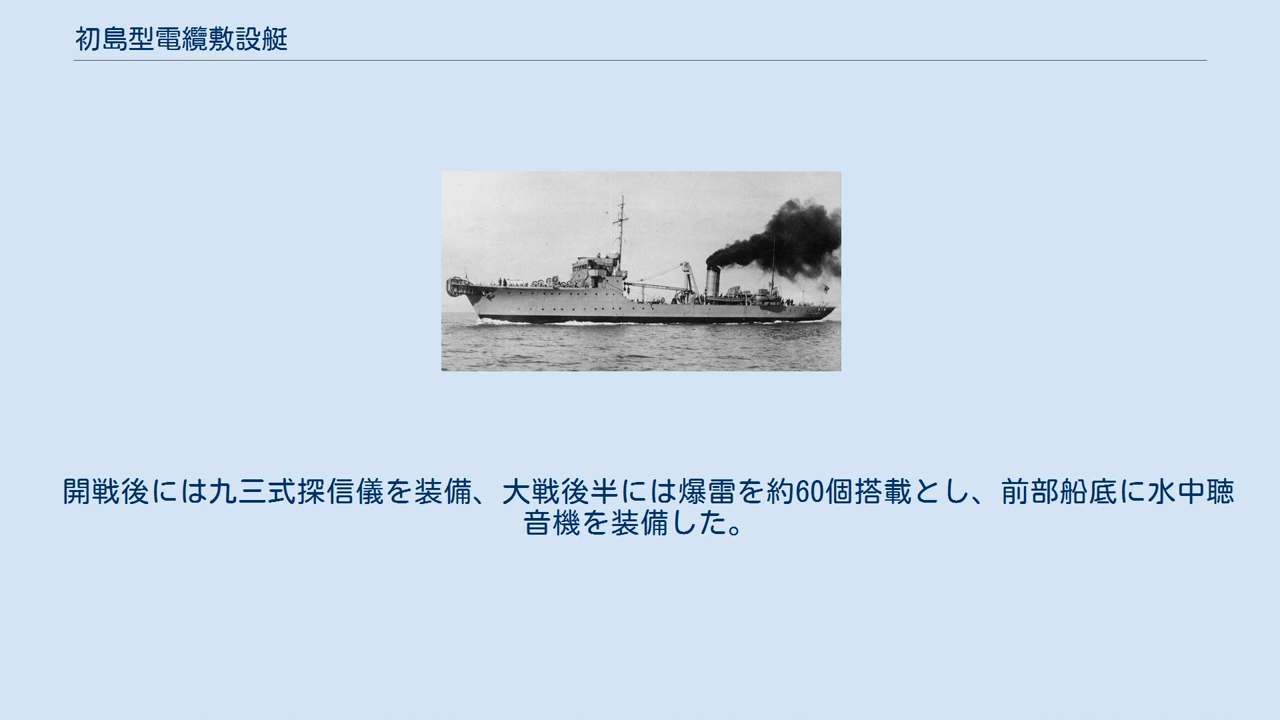 初島型電纜敷設艇
開戦後には九三式探信儀を装備、大戦後半には爆雷を約60個搭載とし、前部船底に水中聴
音機を装備した。